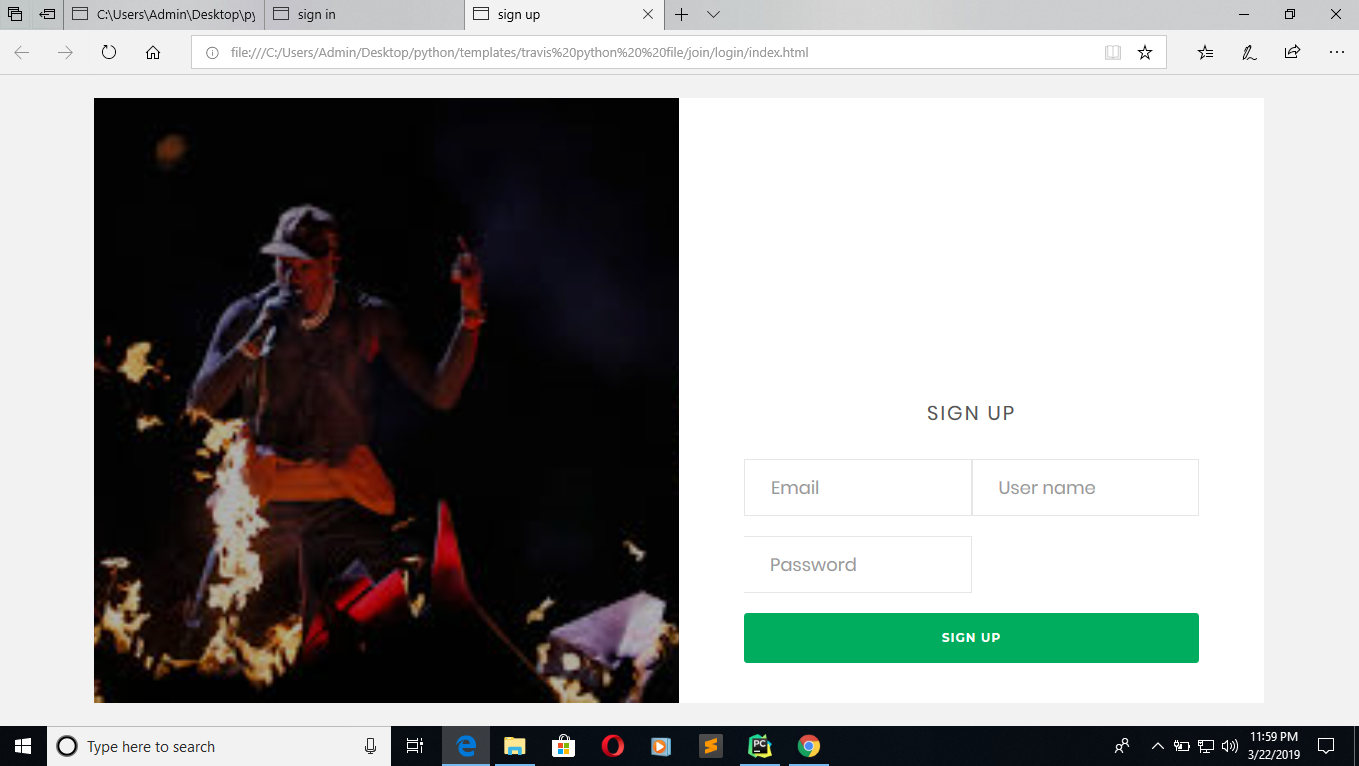 C:\Users\Admin\Desktop\py
sign in
sign up
file:///C:/Users/Admin/Desktop/python/templates/travis%20python%20%20file/join/login/index.html
SIGN UP
Email
User name
Password
SIGN UP
Type here to search
PC
11:59 PM
3/22/2019